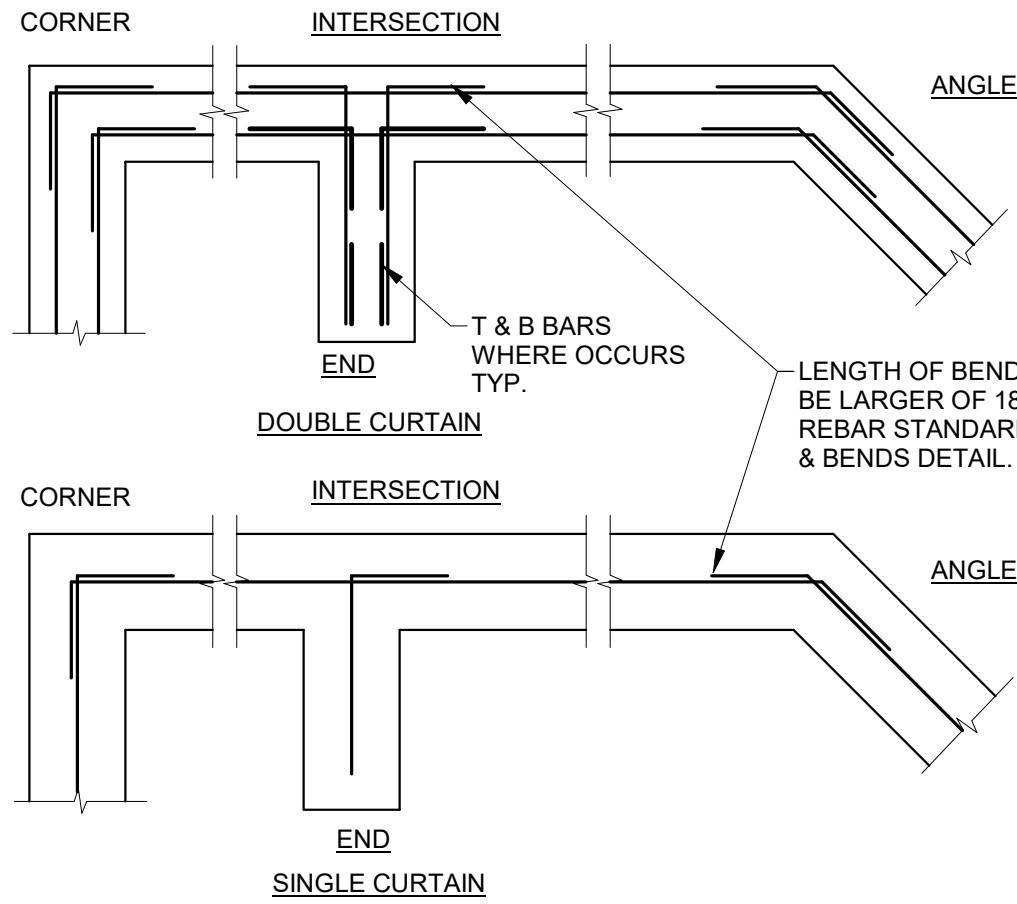 CORNER
INTERSECTION
ANGLE
T & B BARS
WHERE OCCURS
TYP.
END
DOUBLE CURTAIN
LENGTH OF BEND
BE LARGER OF 18
REBAR STANDARD
& BENDS DETAIL.
CORNER
INTERSECTION
ANGLE
END
SINGLE CURTAIN